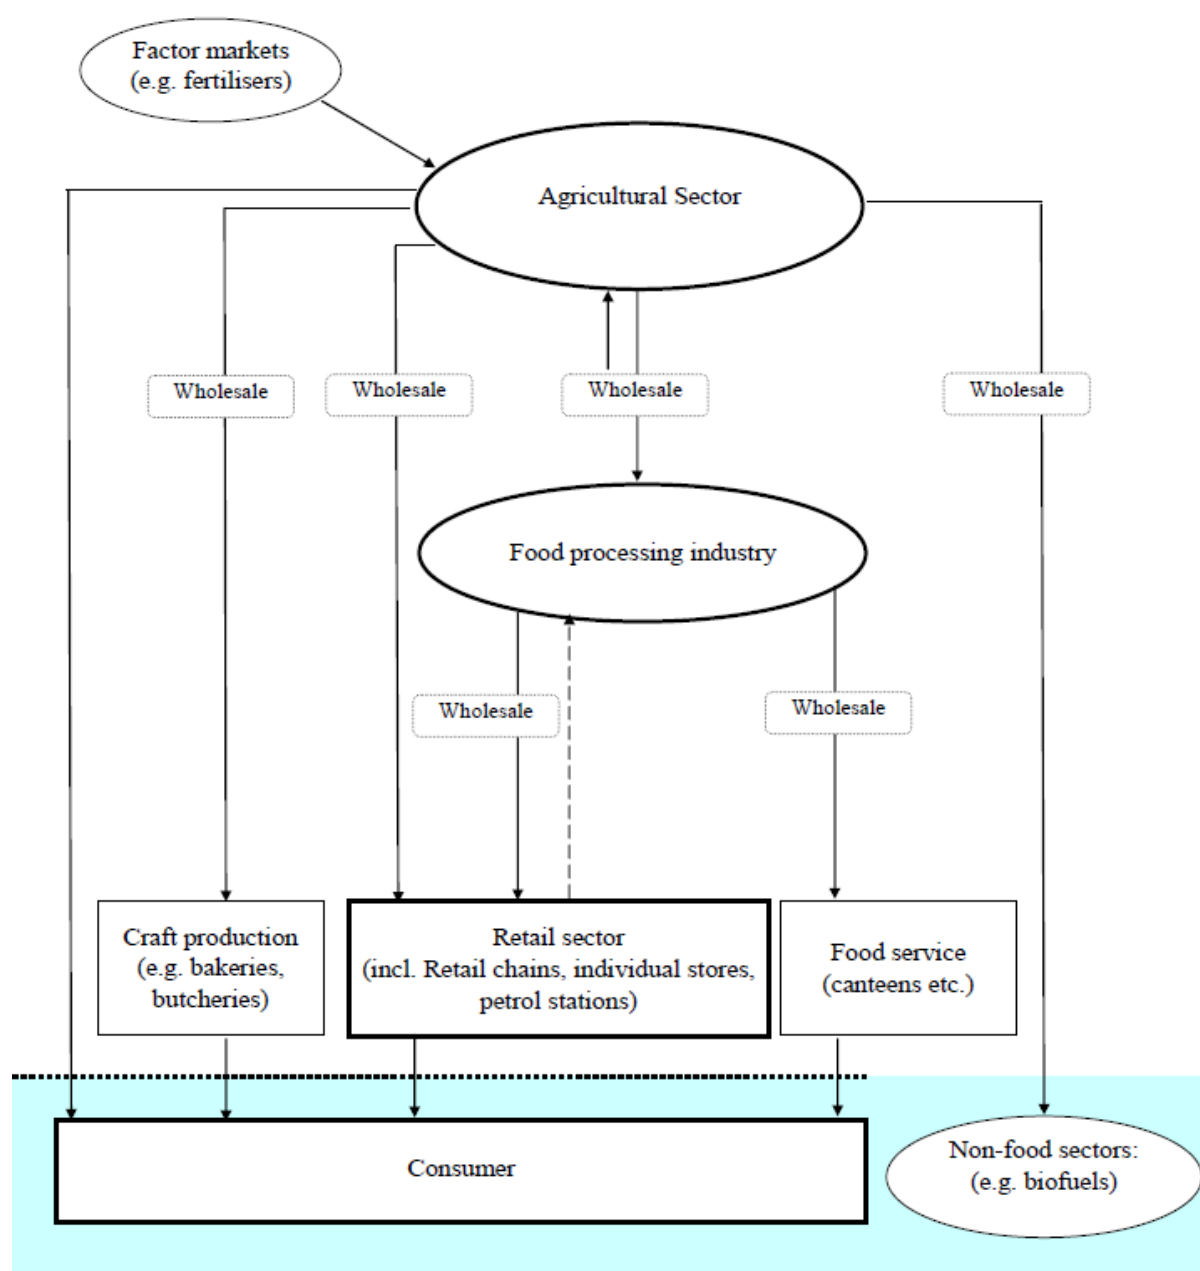 Factor markets
(e.g. fertilisers)
Agricultural Sector
Wholesale
Wholesale
Wholesale
Wholesale
Food processing industry
Wholesale
Wholesale
Craft production
(e.g. bakeries,
butcheries)
Retail sector
(incl. Retail chains, individual stores,
petrol stations)
Food service
(canteens etc.)
Consumer
Non-food sectors:
(e.g. biofuels)